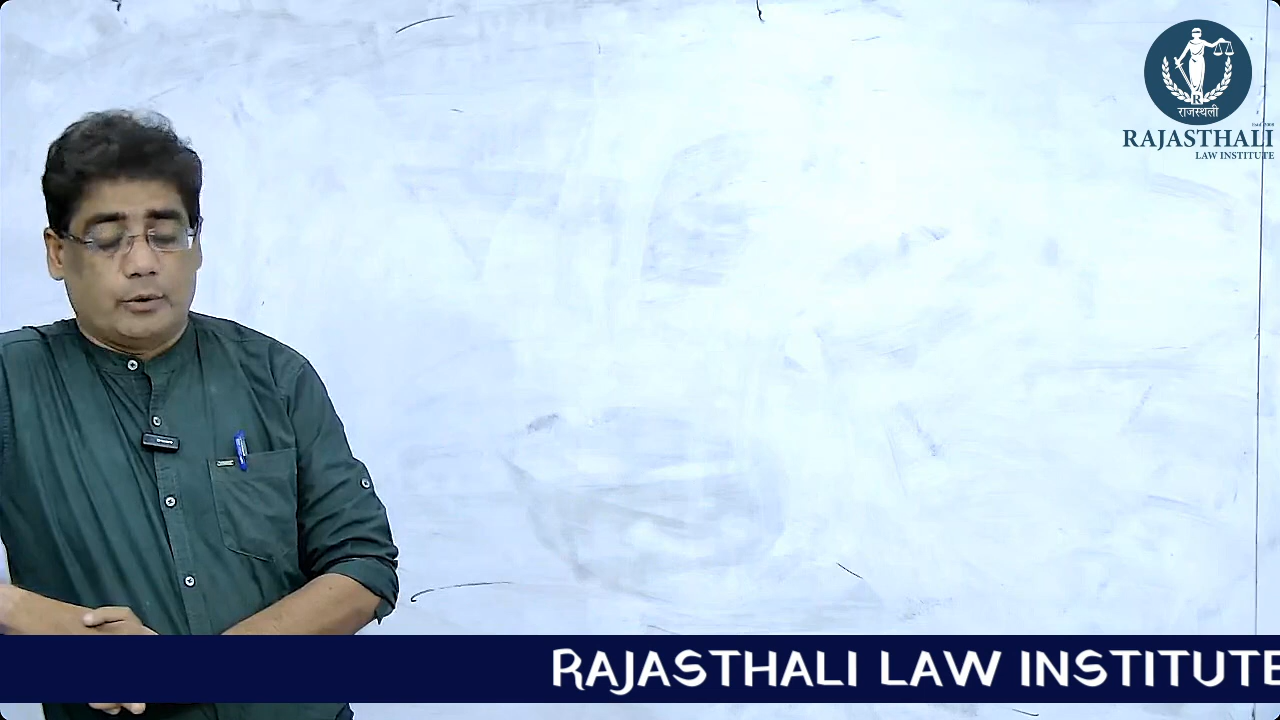 राजस्थली
RAJASTHALI
LAW INSTITUTE
RAJASTHALI LAW INSTITUTE